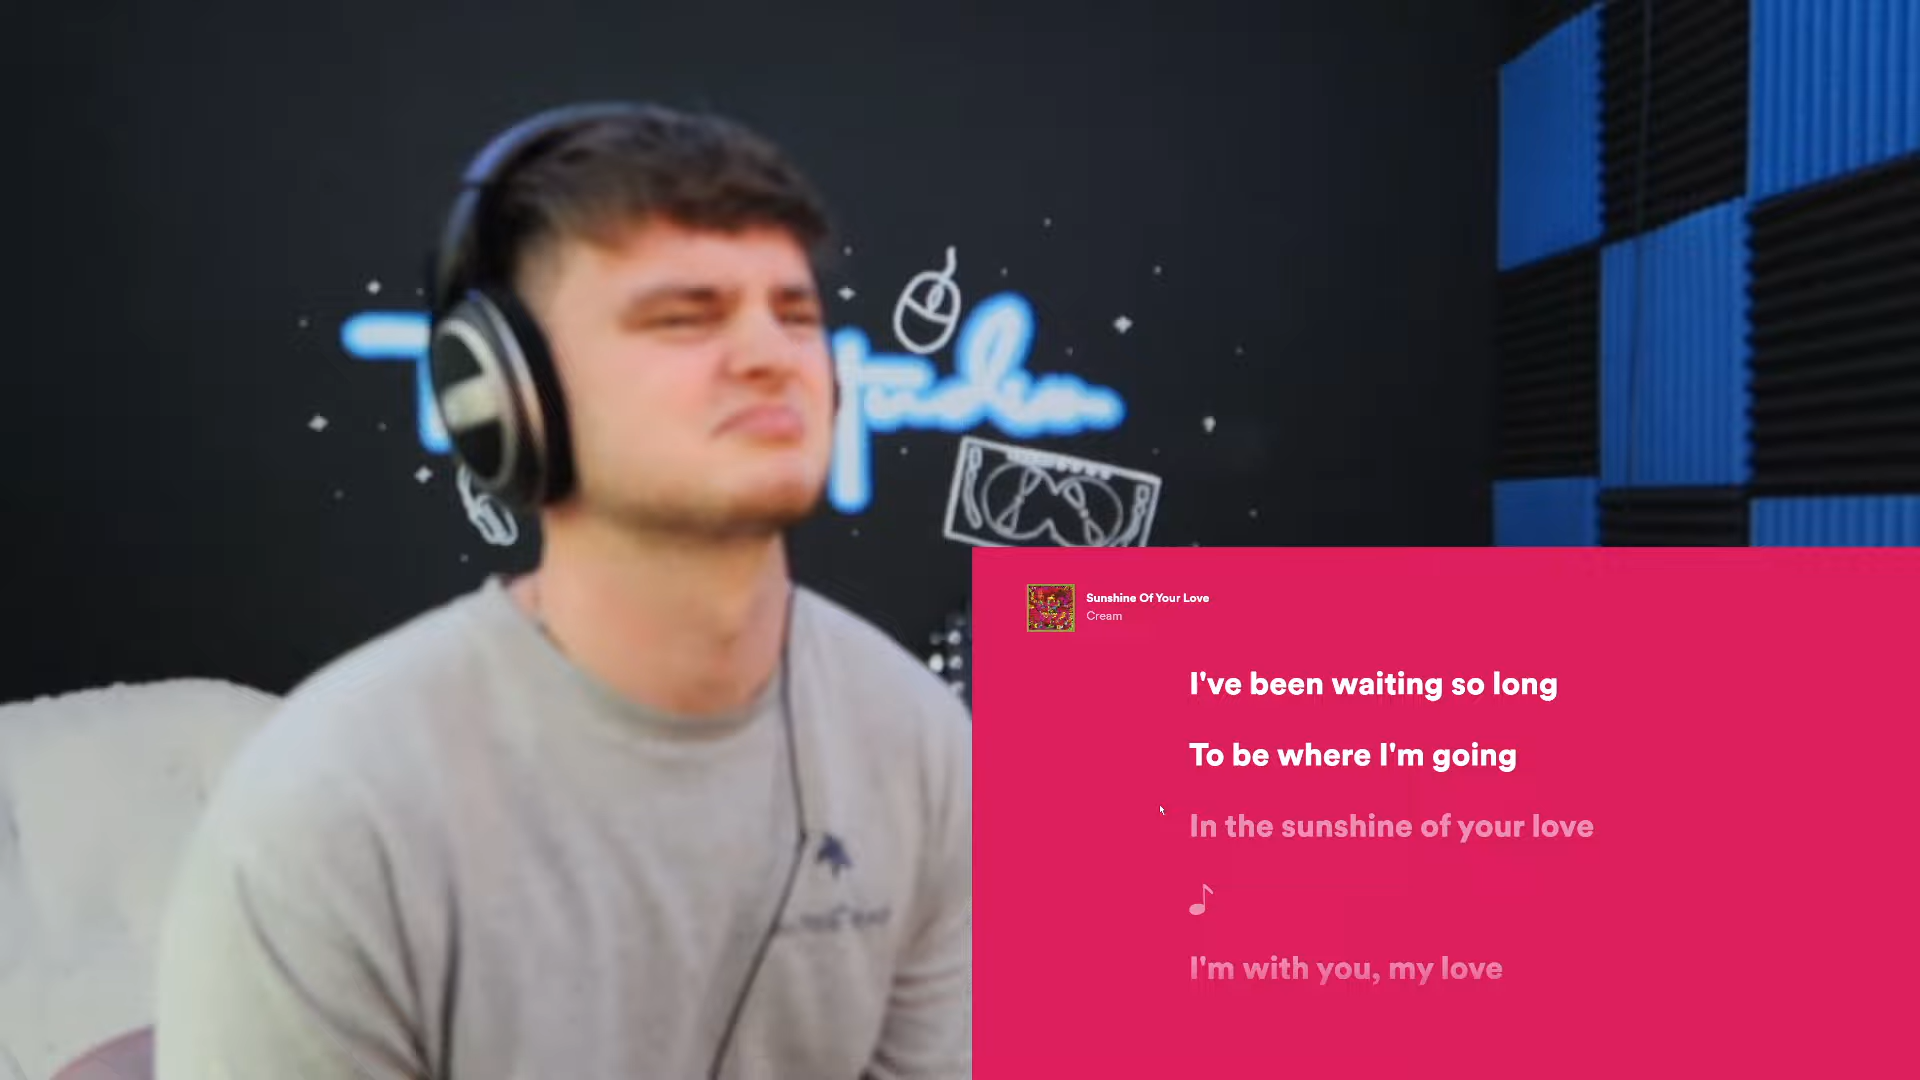 Sunshine Of Your Love
Cream
I've been waiting so long
To be where I'm going
In the sunshine of your love
I'm with you, my love